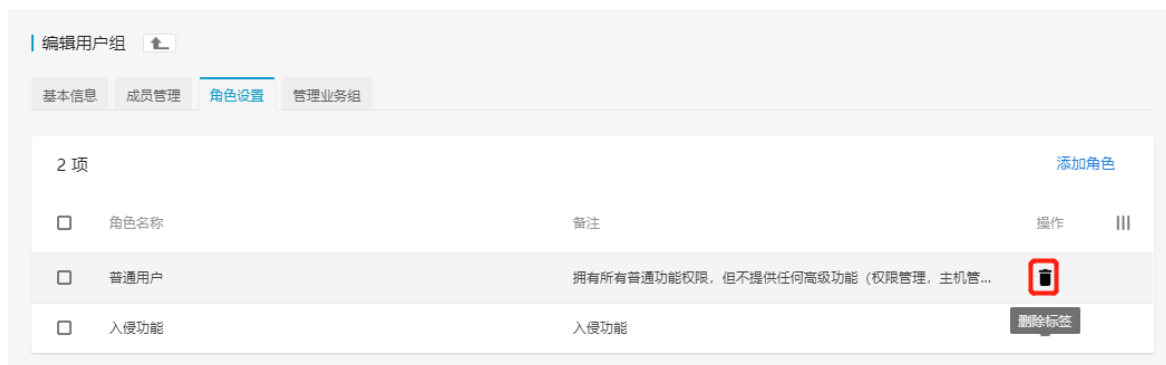 编辑用户组
基本信息 成员管理 角色设置 管理业务组
2 项 添加角色
角色名称 备注 操作
普通用户 拥有所有普通功能权限，但不提供任何高级功能（权限管理，主机管...
入侵功能 入侵功能 删除标签